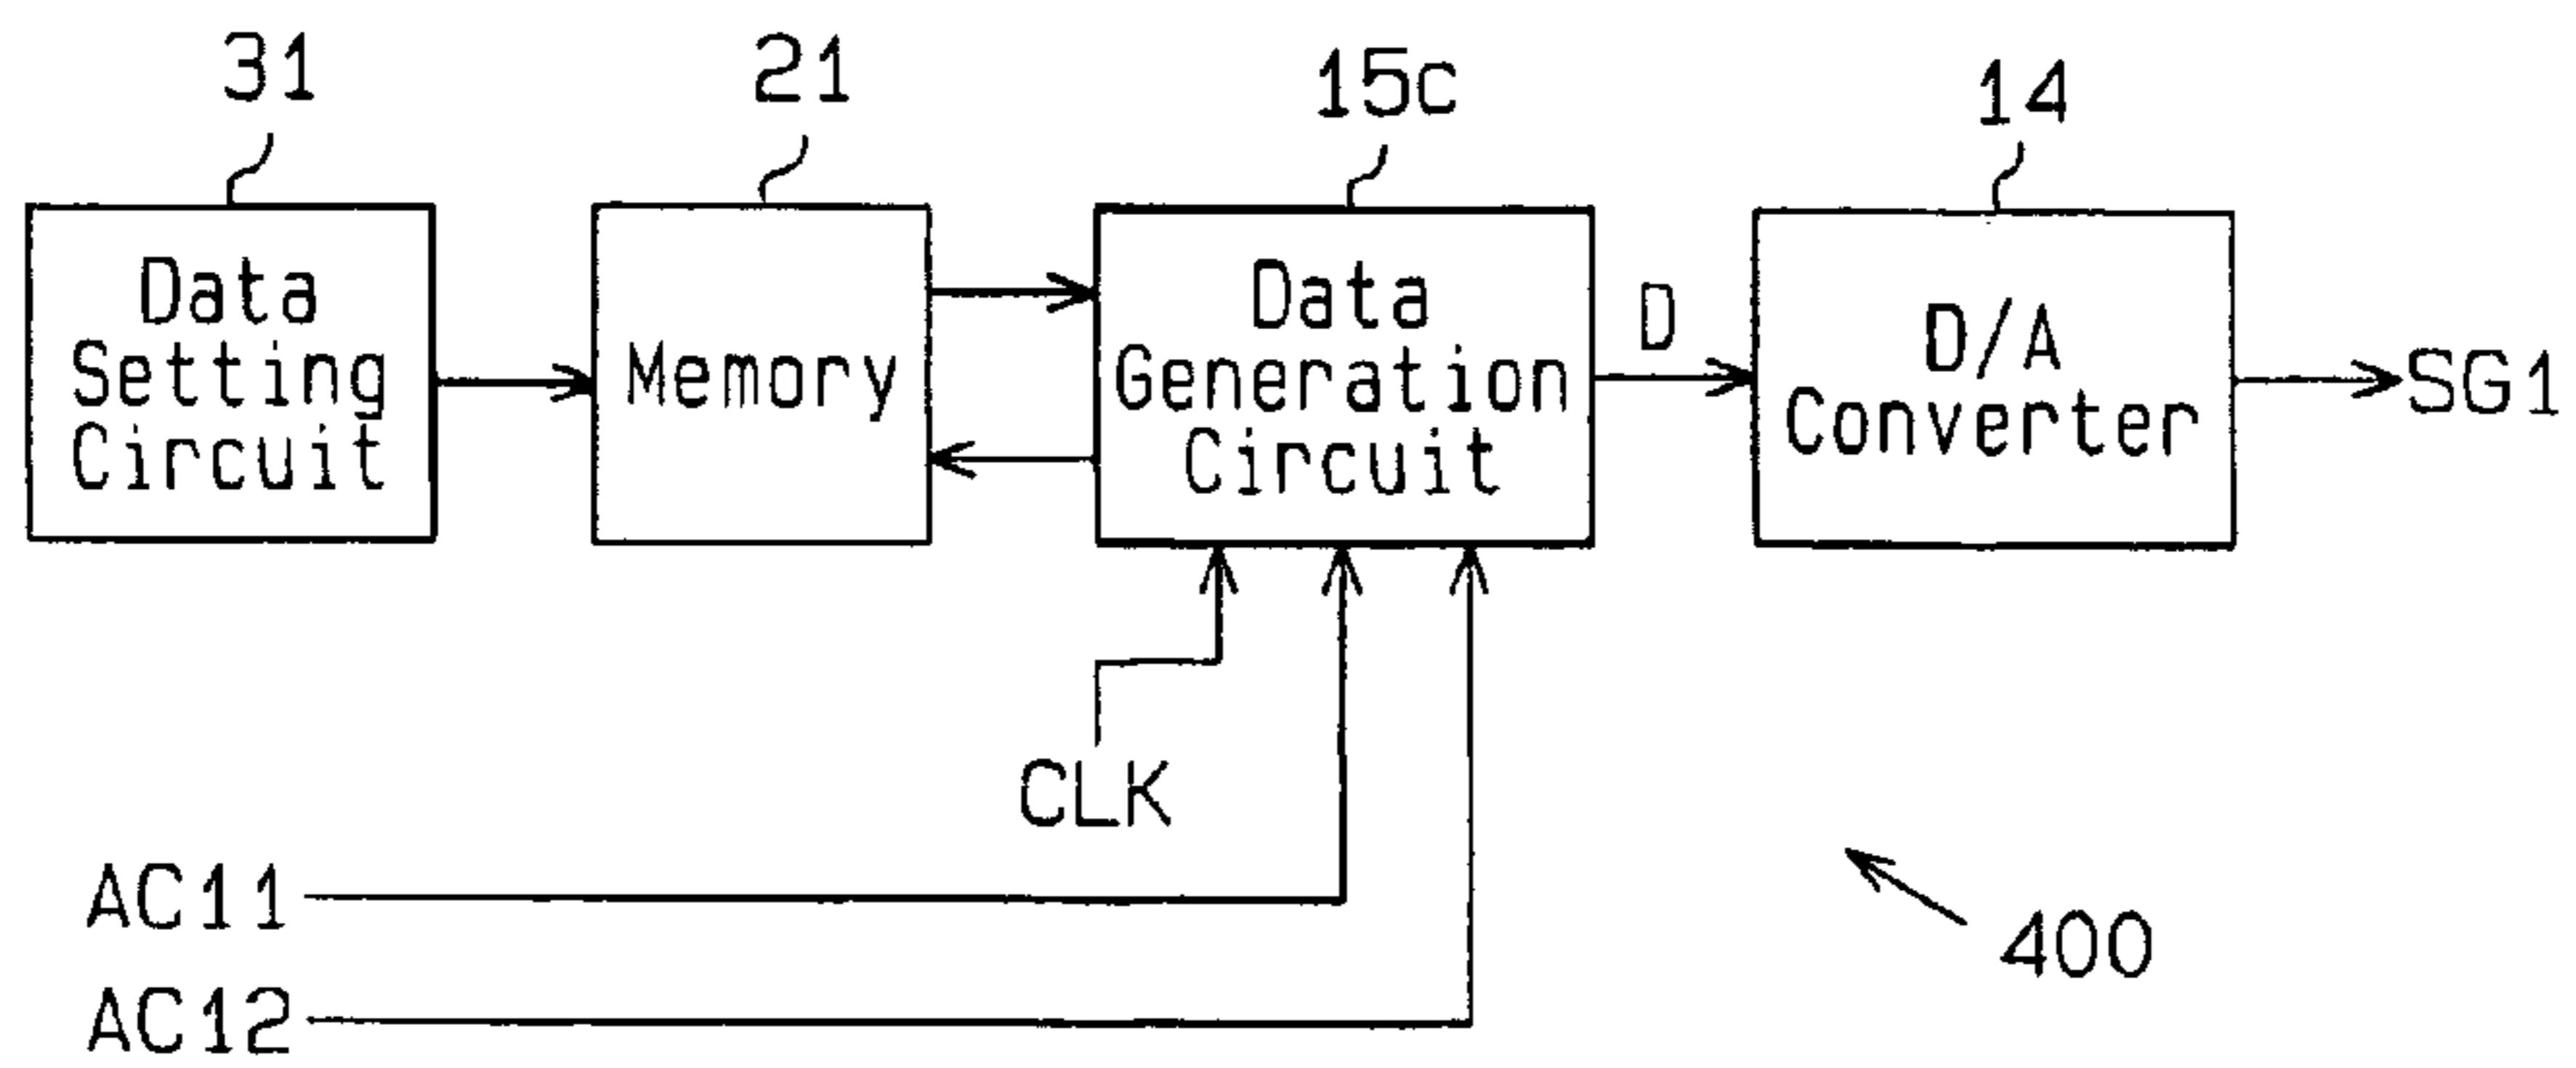 31
21
15c
14
Data
Setting
Circuit
Memory
Data
Generation
Circuit
D
D/A
Converter
SG1
CLK
AC11
AC12
400